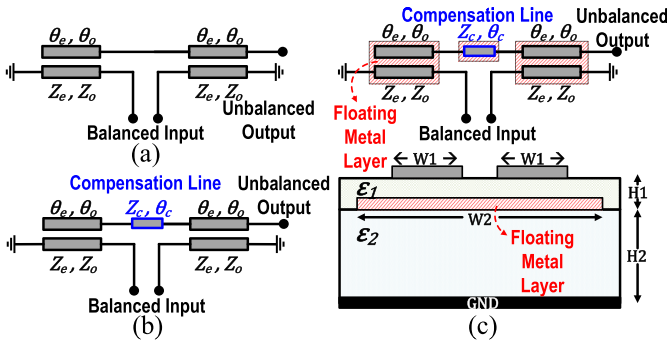 θe, θo
θe, θo
Ze, Zo
Ze, Zo
Unbalanced
Output
Balanced Input
(a)
Compensation Line
Unbalanced
Output
θe, θo
Zc, θc
θe, θo
Ze, Zo
Ze, Zo
Balanced Input
(b)
Compensation Line
Unbalanced
Output
θe, θo
Zc, θc
θe, θo
Ze, Zo
Ze, Zo
Floating
Metal
Layer
Balanced Input
W1
W1
ε1
H1
W2
ε2
Floating
Metal
Layer
H2
GND
(c)